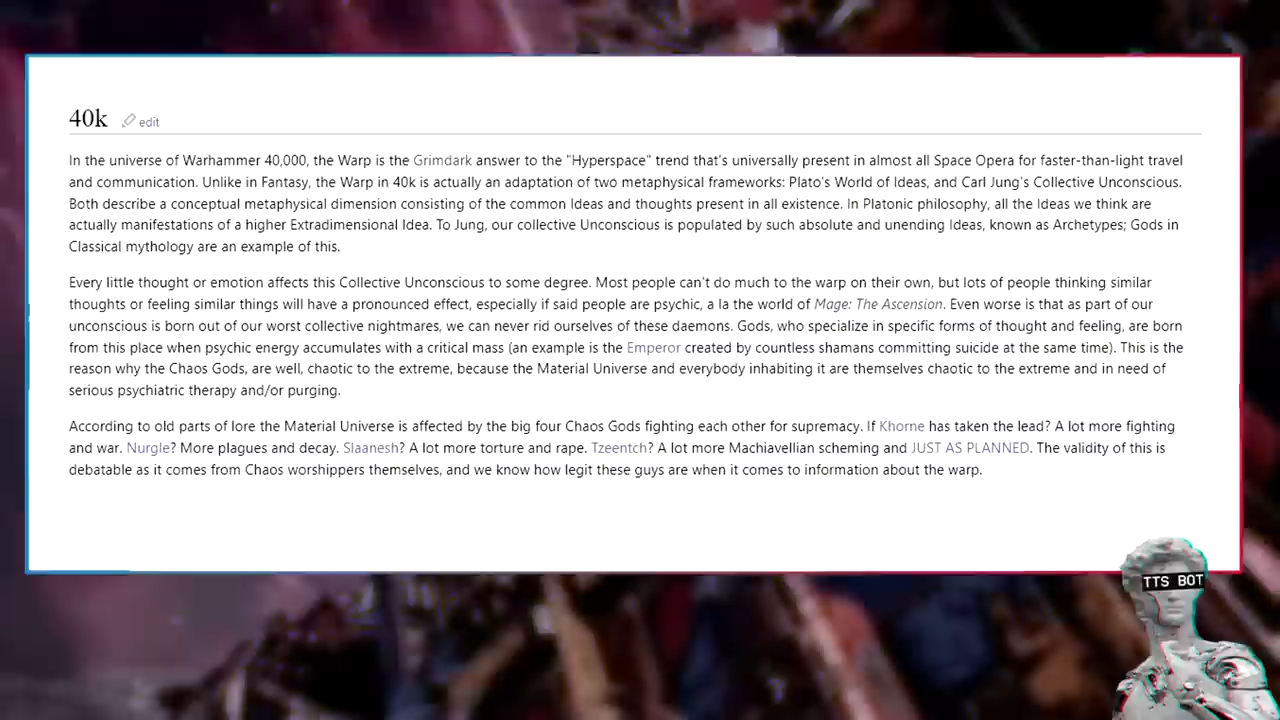 40k edit
In the universe of Warhammer 40,000, the Warp is the Grimdark answer to the "Hyperspace" trend that's universally present in almost all Space Opera for faster-than-light travel
and communication. Unlike in Fantasy, the Warp in 40k is actually an adaptation of two metaphysical frameworks: Plato's World of Ideas, and Carl Jung's Collective Unconscious.
Both describe a conceptual metaphysical dimension consisting of the common Ideas and thoughts present in all existence. In Platonic philosophy, all the Ideas we think are
actually manifestations of a higher Extradimensional Idea. To Jung, our collective Unconscious is populated by such absolute and unending Ideas, known as Archetypes; Gods in
Classical mythology are an example of this.
Every little thought or emotion affects this Collective Unconscious to some degree. Most people can't do much to the warp on their own, but lots of people thinking similar
thoughts or feeling similar things will have a pronounced effect, especially if said people are psychic, a la the world of Mage: The Ascension. Even worse is that as part of our
unconscious is born out of our worst collective nightmares, we can never rid ourselves of these daemons. Gods, who specialize in specific forms of thought and feeling, are born
from this place when psychic energy accumulates with a critical mass (an example is the Emperor created by countless shamans committing suicide at the same time). This is the
reason why the Chaos Gods, are well, chaotic to the extreme, because the Material Universe and everybody inhabiting it are themselves chaotic to the extreme and in need of
serious psychiatric therapy and/or purging.
According to old parts of lore the Material Universe is affected by the big four Chaos Gods fighting each other for supremacy. If Khorne has taken the lead? A lot more fighting
and war. Nurgle? More plagues and decay. Slaanesh? A lot more torture and rape. Tzeentch? A lot more Machiavellian scheming and JUST AS PLANNED. The validity of this is
debatable as it comes from Chaos worshippers themselves, and we know how legit these guys are when it comes to information about the warp.
TTS BOT